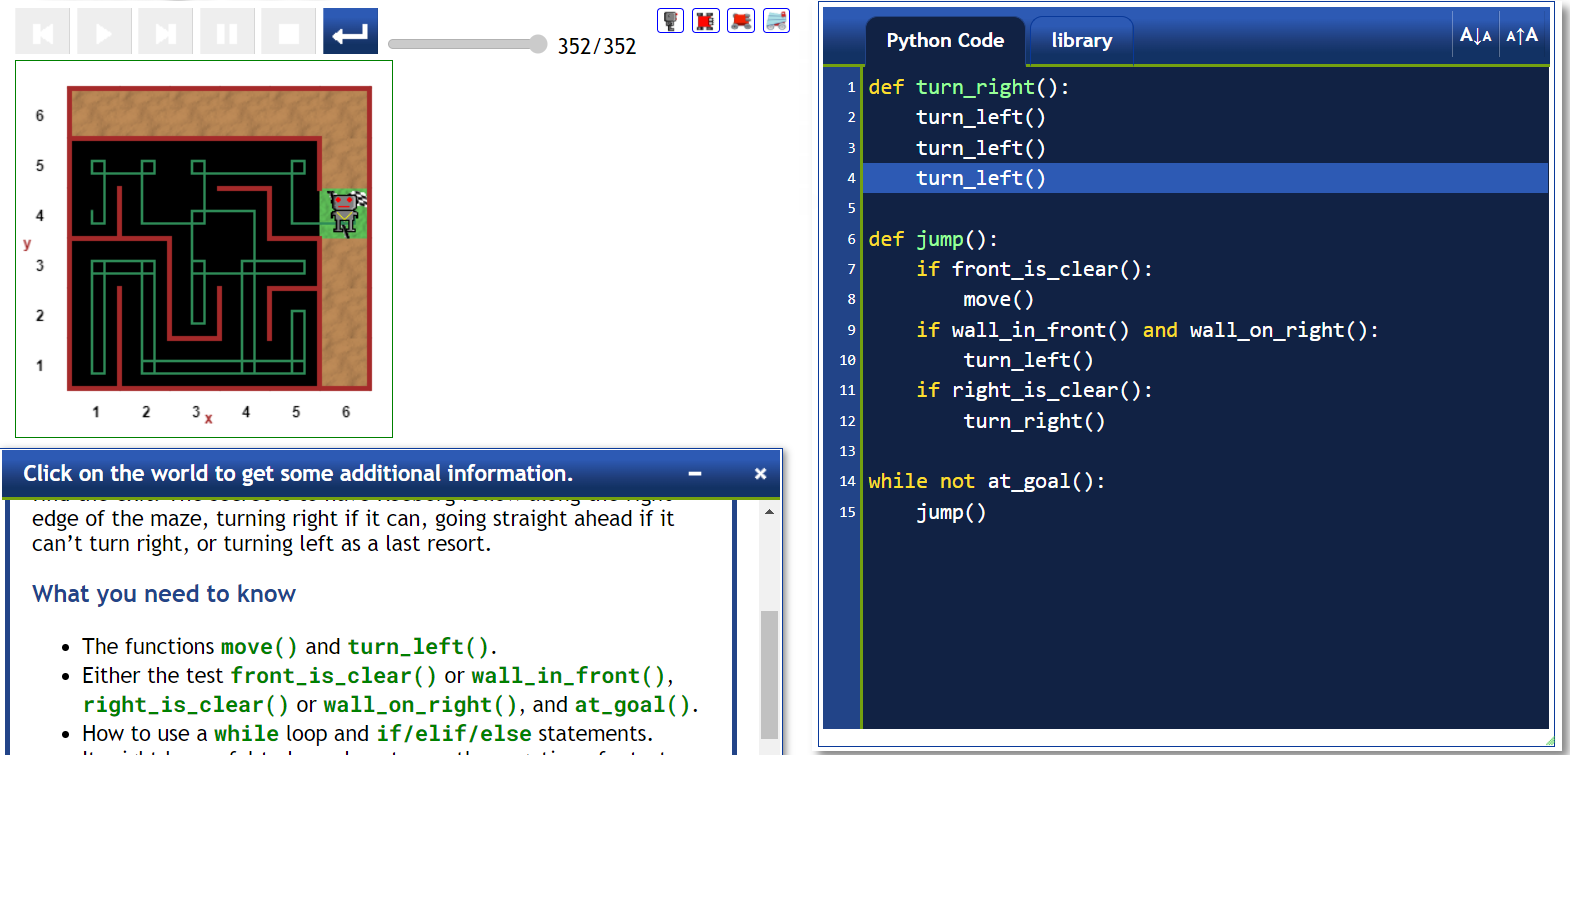 352/352
6
5
4
y
3
2
1
1 2 3 x 4 5 6
Click on the world to get some additional information.
edge of the maze, turning right if it can, going straight ahead if it
can’t turn right, or turning left as a last resort.
What you need to know
• The functions move() and turn_left().
• Either the test front_is_clear() or wall_in_front(),
right_is_clear() or wall_on_right(), and at_goal().
• How to use a while loop and if/elif/else statements.
Python Code
library
A↓A A↑A
1 def turn_right():
2     turn_left()
3     turn_left()
4     turn_left()
5
6 def jump():
7     if front_is_clear():
8         move()
9     if wall_in_front() and wall_on_right():
10         turn_left()
11     if right_is_clear():
12         turn_right()
13
14 while not at_goal():
15     jump()